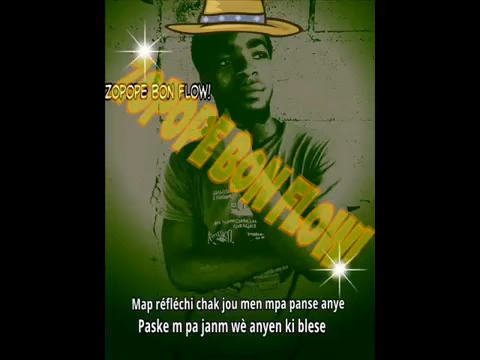 ZOPOPE BON FLOW!
ZOPOPE BON FLOW!
Map réfléchi chak jou men mpa panse anye
Paske m pa janm wè anyen ki blese